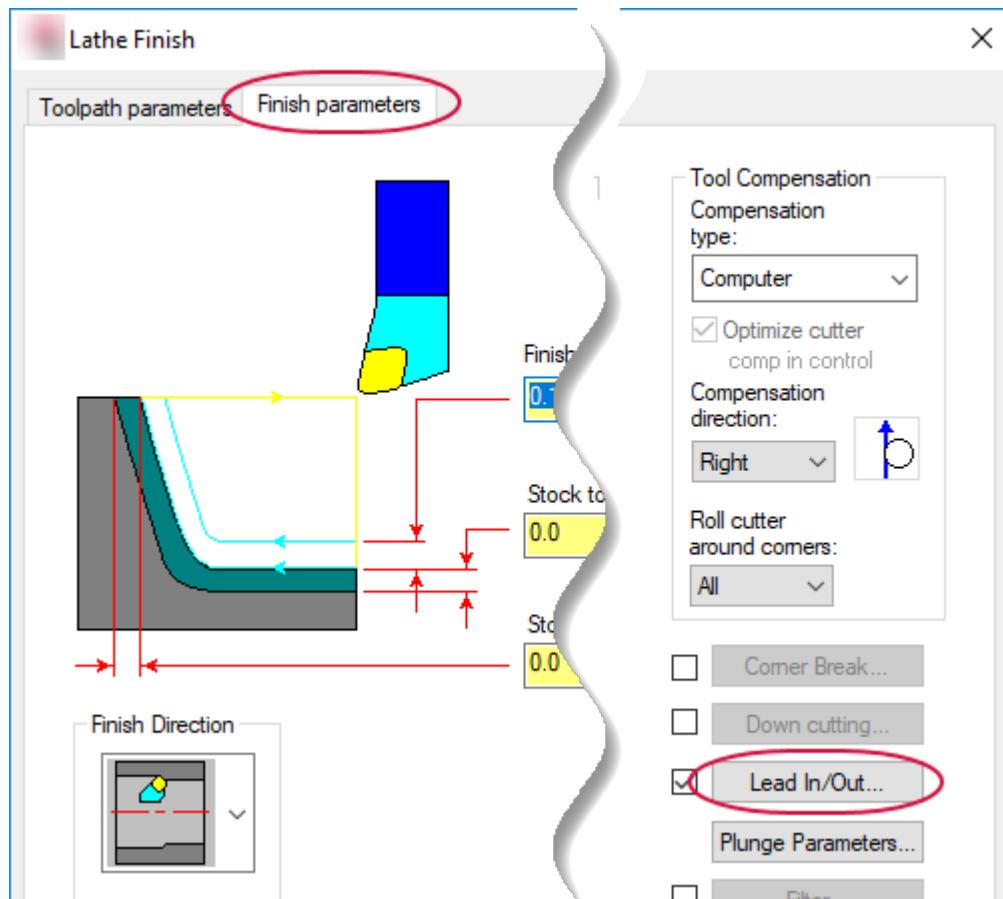 Lathe Finish
Toolpath parameters
Finish parameters
Finish
Stock to
0.0
0.0
Finish Direction
Tool Compensation
Compensation
type:
Computer
Optimize cutter
comp in control
Compensation
direction:
Right
Roll cutter
around corners:
All
Corner Break...
Down cutting...
Lead In/Out...
Plunge Parameters...